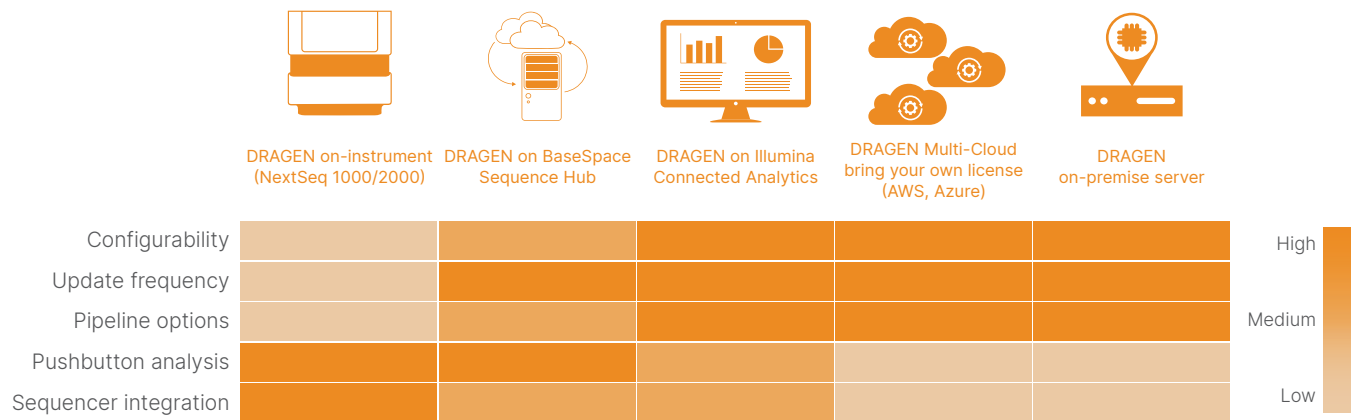 DRAGEN on-instrument
(NextSeq 1000/2000)
DRAGEN on BaseSpace
Sequence Hub
DRAGEN on Illumina
Connected Analytics
DRAGEN Multi-Cloud
bring your own license
(AWS, Azure)
DRAGEN
on-premise server
Configurability
Update frequency
Pipeline options
Pushbutton analysis
Sequencer integration
High
Medium
Low